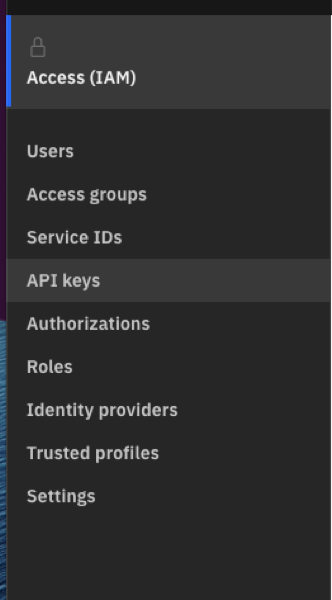 Access (IAM)
Users
Access groups
Service IDs
API keys
Authorizations
Roles
Identity providers
Trusted profiles
Settings